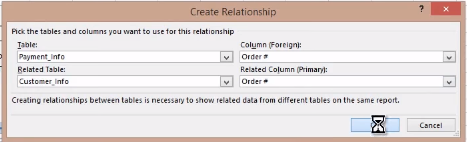 Create Relationship
Pick the tables and columns you want to use for this relationship
Table: Column (Foreign):
Payment_Info Order #
Related Table: Related Column (Primary):
Customer_Info Order #
Creating relationships between tables is necessary to show related data from different tables on the same report.
Cancel